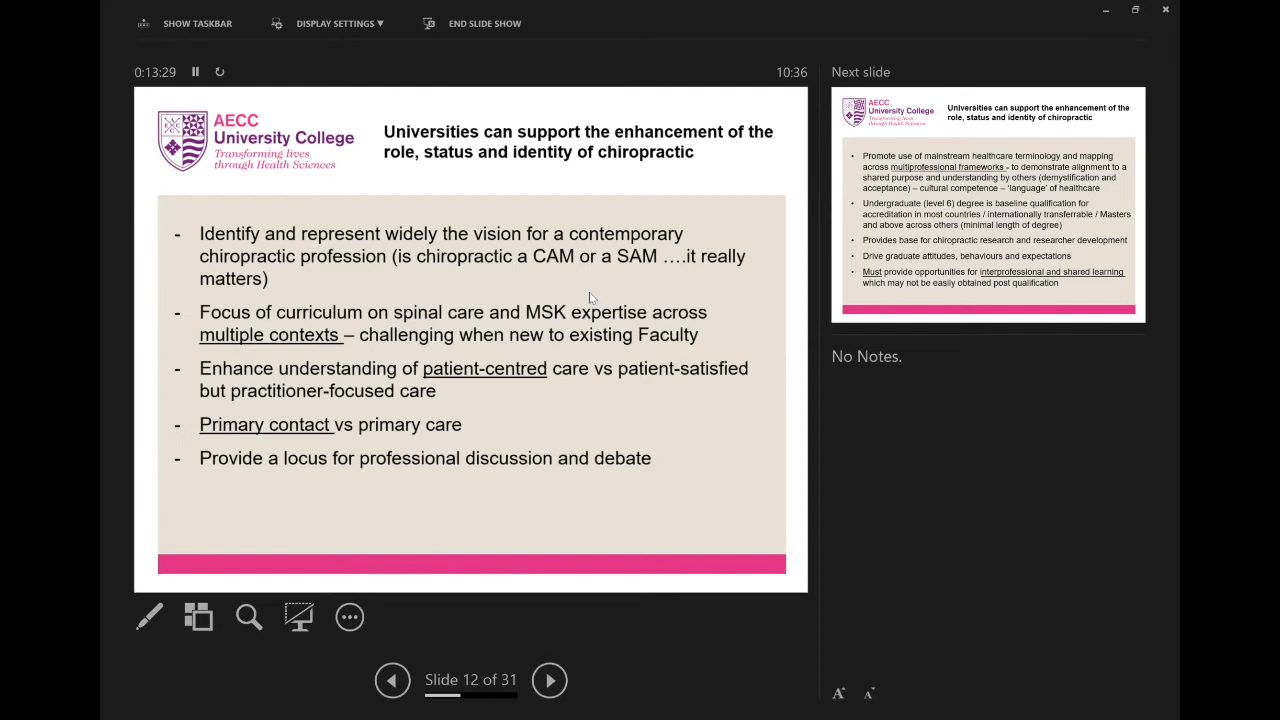 SHOW TASKBAR
DISPLAY SETTINGS ▼
END SLIDE SHOW
0:13:29
10:36
AECC
University College
Transforming lives
through Health Sciences
Universities can support the enhancement of the
role, status and identity of chiropractic
- Identify and represent widely the vision for a contemporary
chiropractic profession (is chiropractic a CAM or a SAM ….it really
matters)
- Focus of curriculum on spinal care and MSK expertise across
multiple contexts – challenging when new to existing Faculty
- Enhance understanding of patient-centred care vs patient-satisfied
but practitioner-focused care
- Primary contact vs primary care
- Provide a locus for professional discussion and debate
Slide 12 of 31
Next slide
AECC
University College
Transforming lives
through Health Sciences
Universities can support the enhancement of the
role, status and identity of chiropractic
• Promote use of mainstream healthcare terminology and mapping
across multiprofessional frameworks - to demonstrate alignment to a
shared purpose and understanding by others (demystification and
acceptance) – cultural competence – 'language' of healthcare
• Undergraduate (level 6) degree is baseline qualification for
accreditation in most countries / internationally transferrable / Masters
and above across others (minimal length of degree)
• Provides base for chiropractic research and researcher development
• Drive graduate attitudes, behaviours and expectations
• Must provide opportunities for interprofessional and shared learning
which may not be easily obtained post qualification
No Notes.
A A